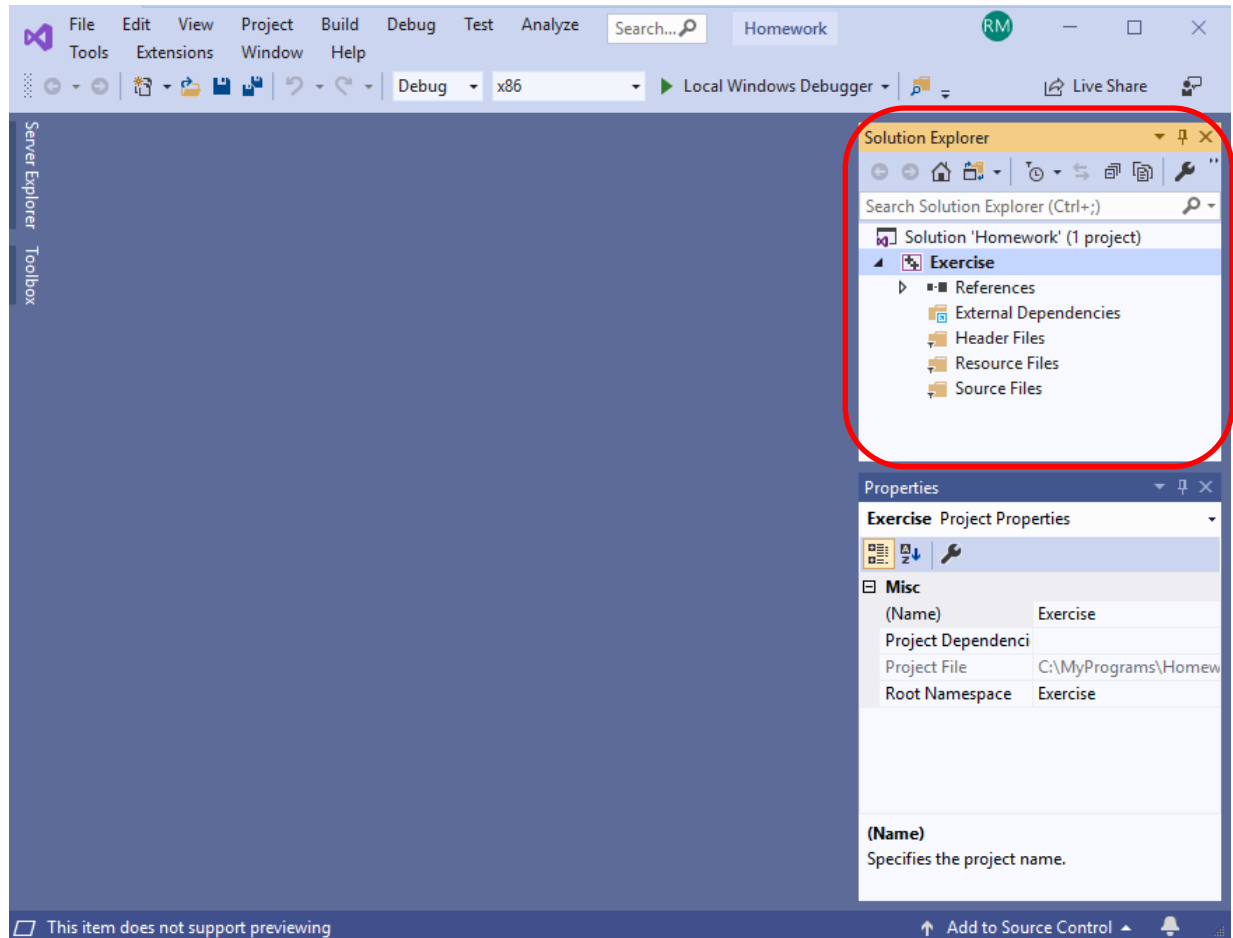 File Edit View Project Build Debug Test Analyze Search... Homework RM
Tools Extensions Window Help
Debug x86 Local Windows Debugger Live Share
Server Explorer
Toolbox
Solution Explorer
Search Solution Explorer (Ctrl+;)
Solution 'Homework' (1 project)
Exercise
References
External Dependencies
Header Files
Resource Files
Source Files
Properties
Exercise Project Properties
Misc
(Name) Exercise
Project Dependenci
Project File C:\MyPrograms\Homew
Root Namespace Exercise
(Name)
Specifies the project name.
This item does not support previewing Add to Source Control